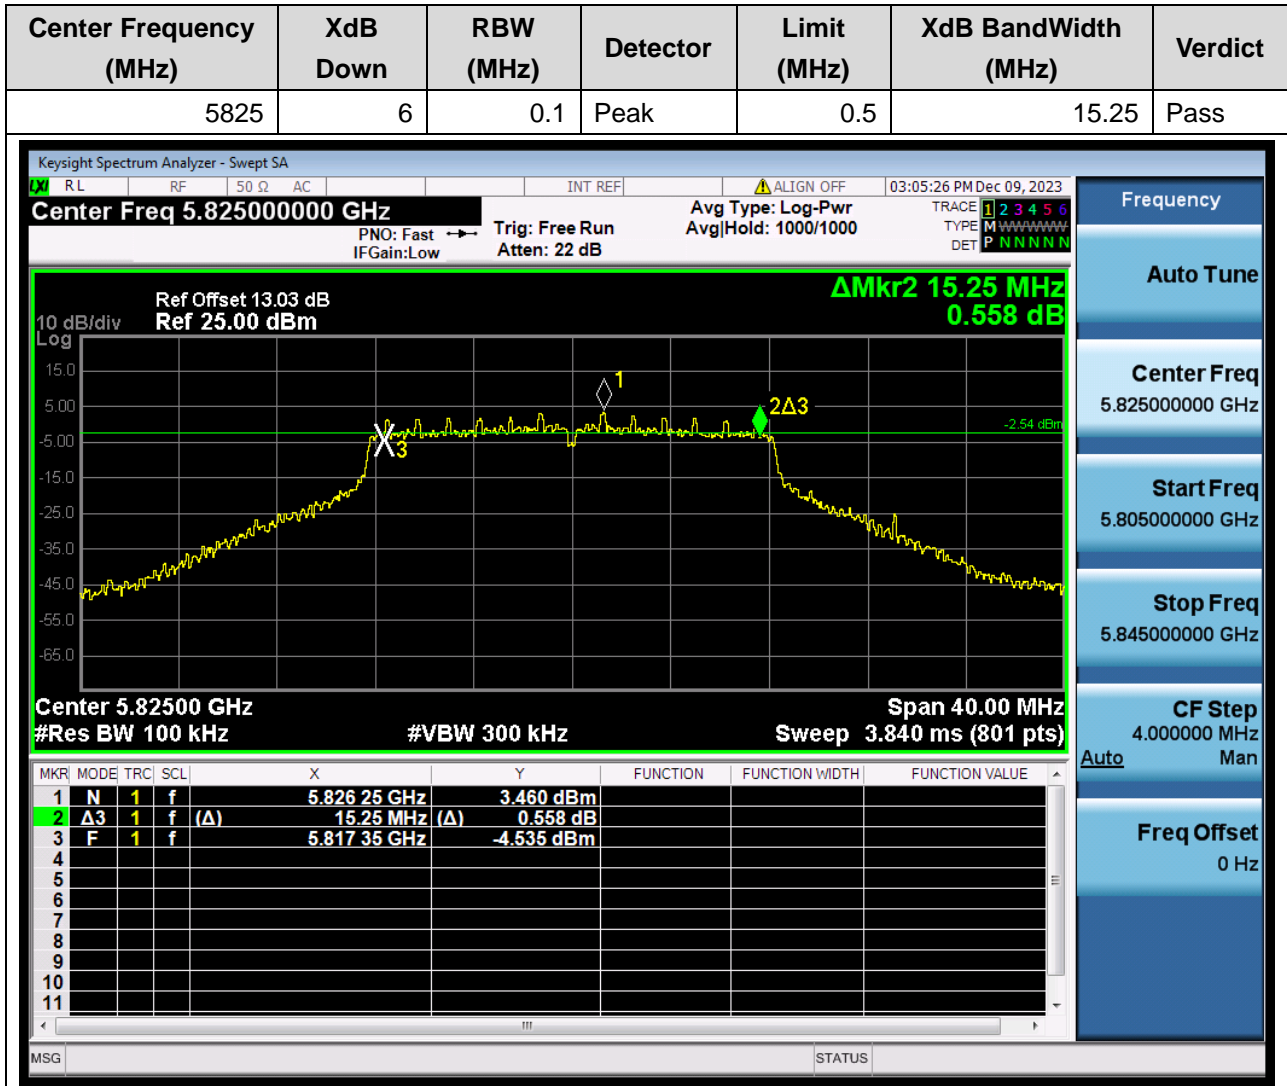 Center Frequency (MHz) XdB Down RBW (MHz) Detector Limit (MHz) XdB BandWidth (MHz) Verdict
5825 6 0.1 Peak 0.5 15.25 Pass
Keysight Spectrum Analyzer - Swept SA
LXI RL RF 50 Ω AC INT REF ALIGN OFF 03:05:26 PM Dec 09, 2023
Center Freq 5.825000000 GHz
PNO: Fast
IFGain:Low
Trig: Free Run
Atten: 22 dB
Avg Type: Log-Pwr
Avg|Hold: 1000/1000
TRACE 1 2 3 4 5 6
TYPE M W W W W W
DET P N N N N N
ΔMkr2 15.25 MHz
0.558 dB
Ref Offset 13.03 dB
10 dB/div Ref 25.00 dBm
Log
15.0
5.00
-5.00
-15.0
-25.0
-35.0
-45.0
-55.0
-65.0
1
2Δ3
3
-2.54 dBm
Center 5.82500 GHz Span 40.00 MHz
#Res BW 100 kHz #VBW 300 kHz Sweep 3.840 ms (801 pts)
MKR MODE TRC SCL X Y FUNCTION FUNCTION WIDTH FUNCTION VALUE
1 N 1 f 5.826 25 GHz 3.460 dBm
2 Δ3 1 f (Δ) 15.25 MHz (Δ) 0.558 dB
3 F 1 f 5.817 35 GHz -4.535 dBm
4
5
6
7
8
9
10
11
MSG STATUS
Frequency
Auto Tune
Center Freq
5.825000000 GHz
Start Freq
5.805000000 GHz
Stop Freq
5.845000000 GHz
CF Step
4.000000 MHz
Auto Man
Freq Offset
0 Hz